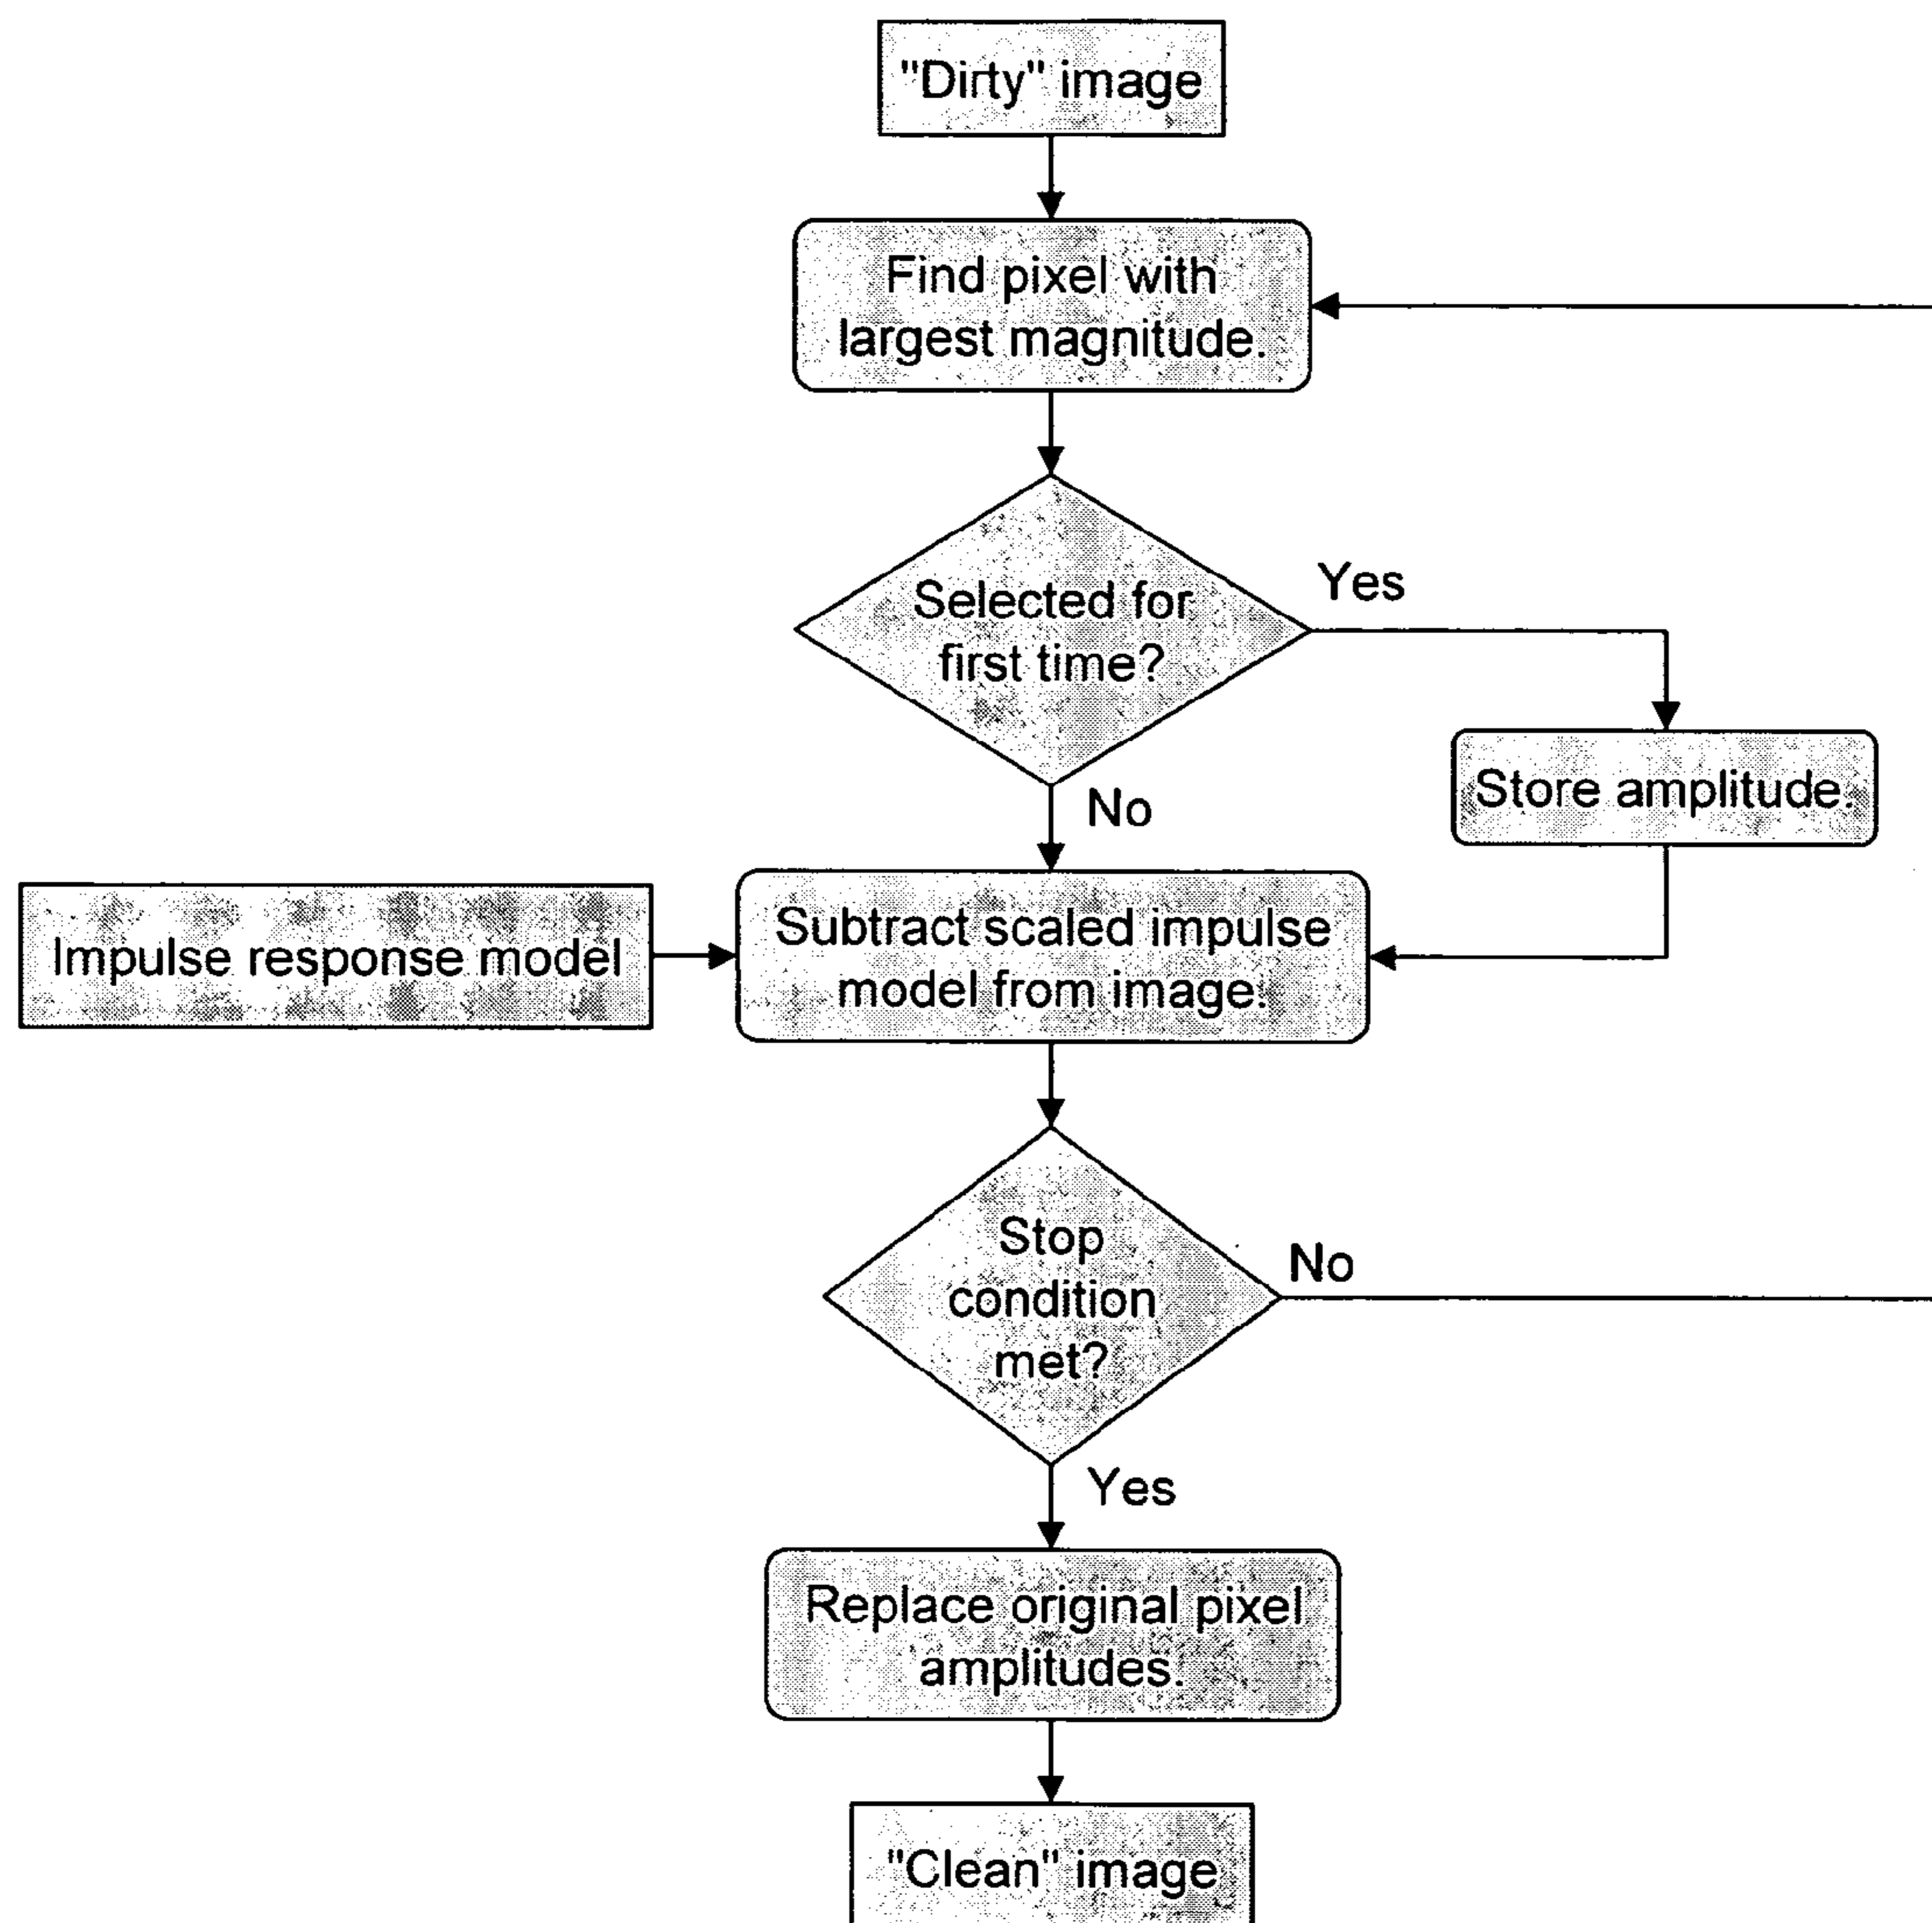 "Dirty" image
Find pixel with
largest magnitude.
Selected for
first time?
Yes
Store amplitude.
No
Impulse response model
Subtract scaled impulse
model from image.
Stop
condition
met?
No
Yes
Replace original pixel
amplitudes.
"Clean" image